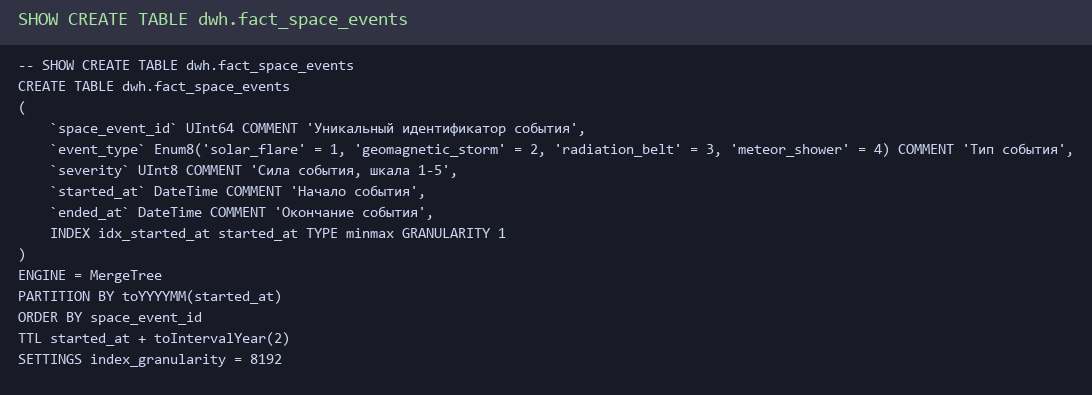 SHOW CREATE TABLE dwh.fact_space_events
-- SHOW CREATE TABLE dwh.fact_space_events
CREATE TABLE dwh.fact_space_events
(
    `space_event_id` UInt64 COMMENT 'Уникальный идентификатор события',
    `event_type` Enum8('solar_flare' = 1, 'geomagnetic_storm' = 2, 'radiation_belt' = 3, 'meteor_shower' = 4) COMMENT 'Тип события',
    `severity` UInt8 COMMENT 'Сила события, шкала 1-5',
    `started_at` DateTime COMMENT 'Начало события',
    `ended_at` DateTime COMMENT 'Окончание события',
    INDEX idx_started_at started_at TYPE minmax GRANULARITY 1
)
ENGINE = MergeTree
PARTITION BY toYYYYMM(started_at)
ORDER BY space_event_id
TTL started_at + toIntervalYear(2)
SETTINGS index_granularity = 8192